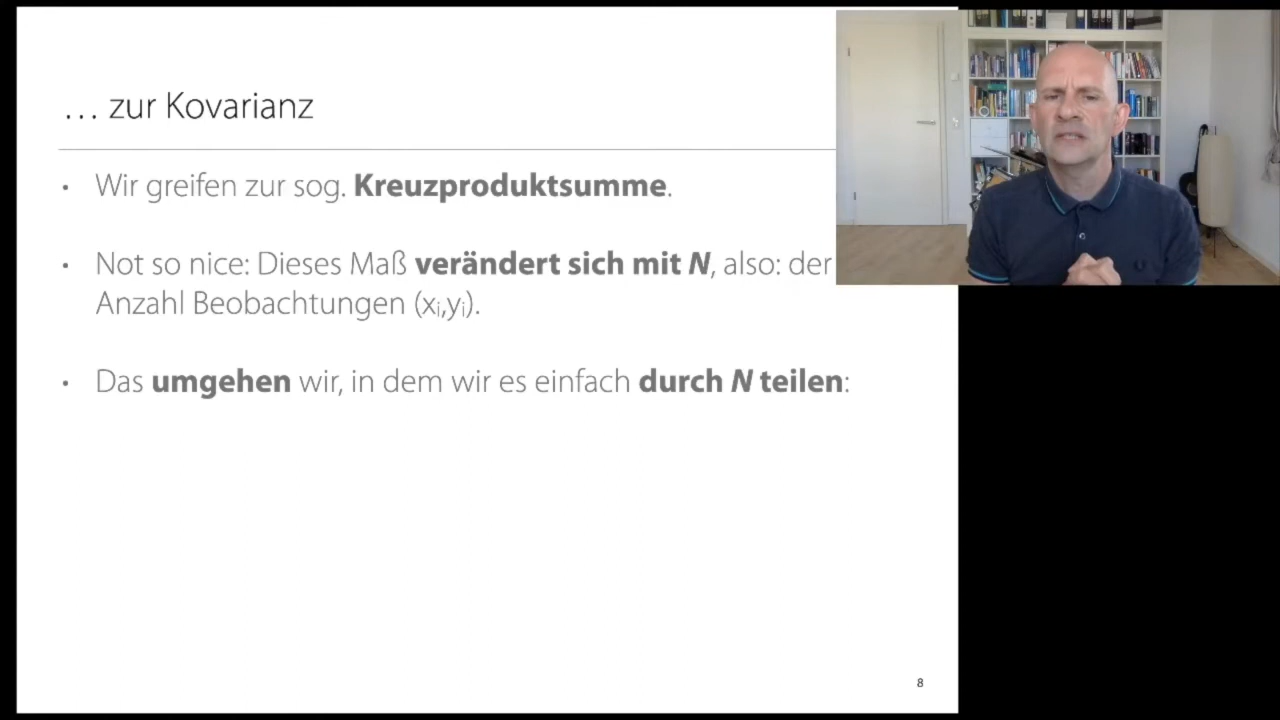 … zur Kovarianz
• Wir greifen zur sog. Kreuzproduktsumme.
• Not so nice: Dieses Maß verändert sich mit N, also: der
Anzahl Beobachtungen (xᵢ,yᵢ).
• Das umgehen wir, in dem wir es einfach durch N teilen:
8